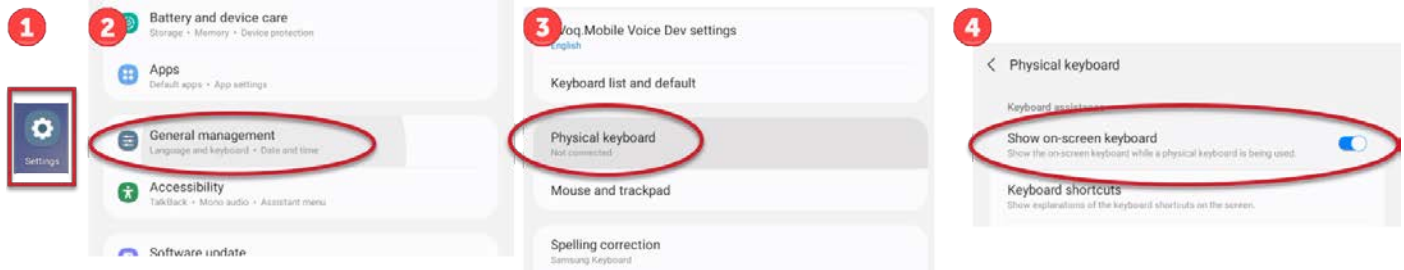 1
Settings
2
Battery and device care
Storage • Memory • Device protection
Apps
Default apps • App settings
General management
Language and keyboard • Date and time
Accessibility
TalkBack • Mono audio • Assistant menu
Software update
3
Voq.Mobile Voice Dev settings
English
Keyboard list and default
Physical keyboard
Not connected
Mouse and trackpad
Spelling correction
Samsung Keyboard
4
Physical keyboard
Keyboard assistance
Show on-screen keyboard
Show the on-screen keyboard while a physical keyboard is being used.
Keyboard shortcuts
Show explanations of the keyboard shortcuts on the screen.